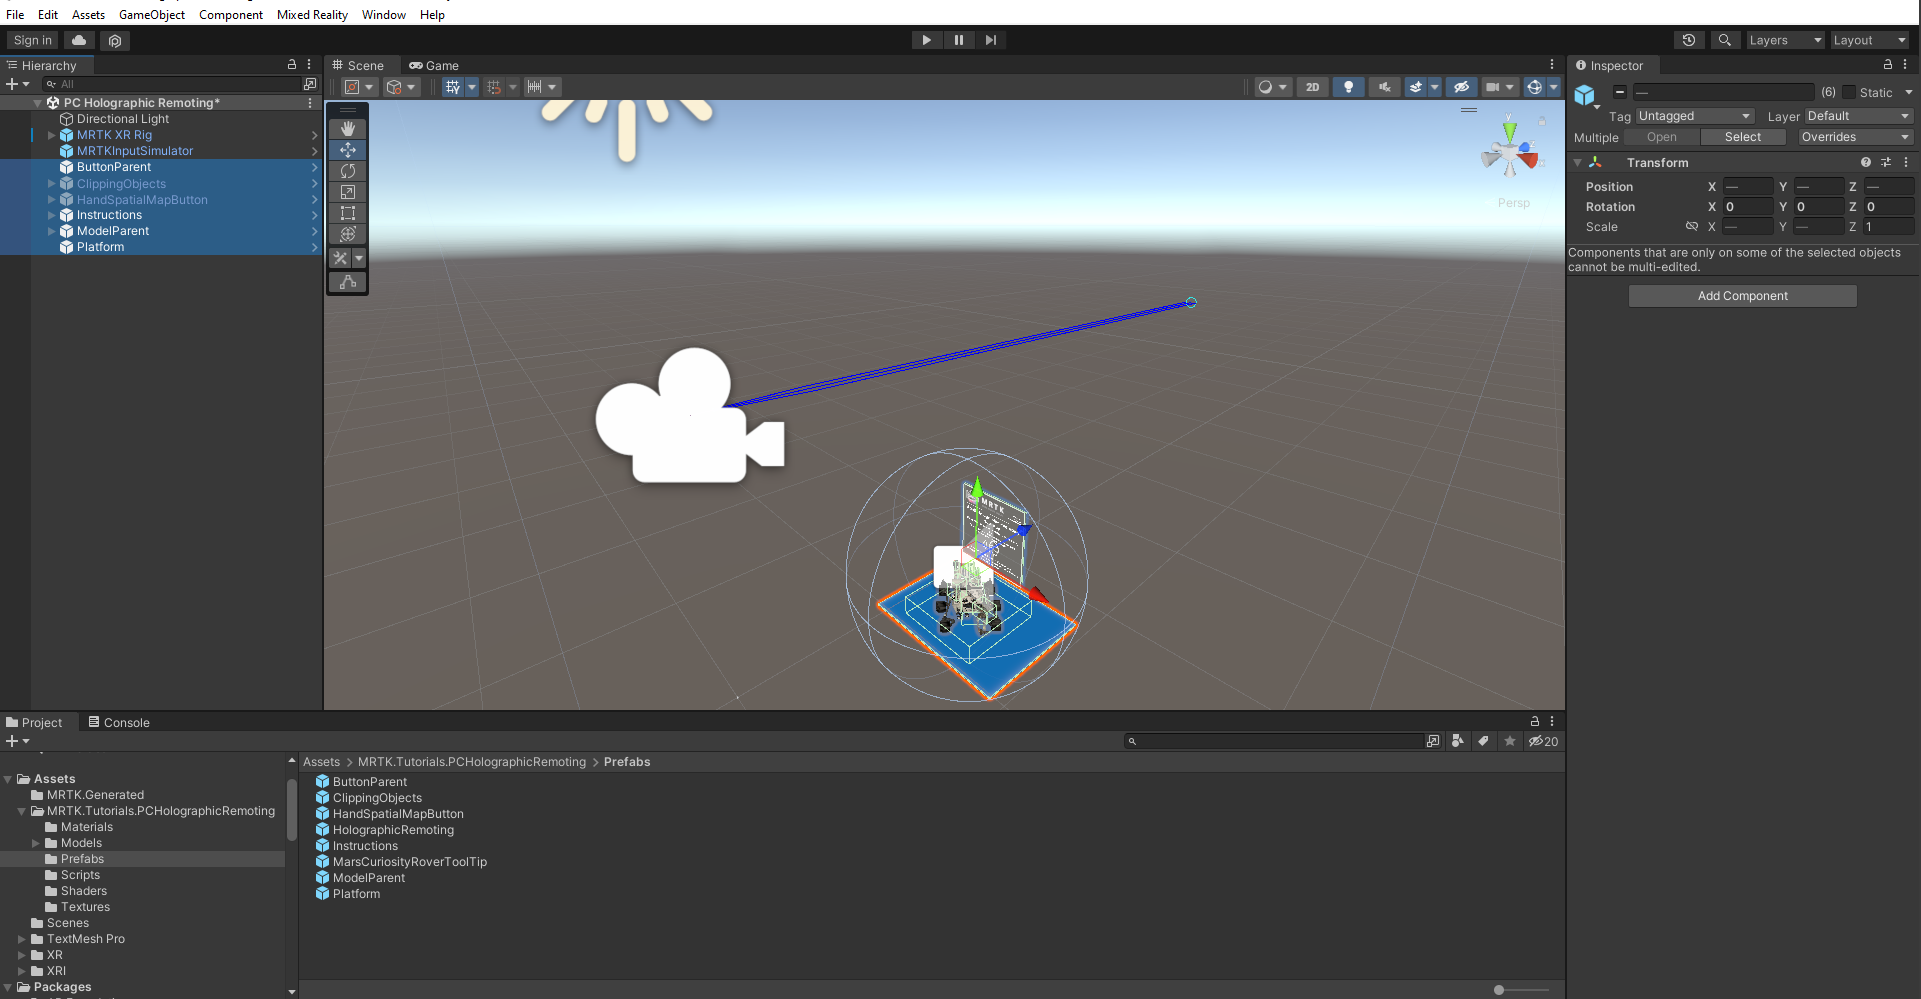 File Edit Assets GameObject Component Mixed Reality Window Help
Sign in
Layers
Layout
Hierarchy
All
PC Holographic Remoting*
Directional Light
MRTK XR Rig
MRTKInputSimulator
ButtonParent
ClippingObjects
HandSpatialMapButton
Instructions
ModelParent
Platform
Scene
Game
2D
y
x
Persp
MRTK
Inspector
—
(6)
Static
Tag Untagged Layer Default
Multiple Open Select Overrides
Transform
Position X — Y — Z —
Rotation X 0 Y 0 Z 0
Scale X — Y — Z 1
Components that are only on some of the selected objects
cannot be multi-edited.
Add Component
Project
Console
20
Assets
MRTK.Generated
MRTK.Tutorials.PCHolographicRemoting
Materials
Models
Prefabs
Scripts
Shaders
Textures
Scenes
TextMesh Pro
XR
XRI
Packages
Assets > MRTK.Tutorials.PCHolographicRemoting > Prefabs
ButtonParent
ClippingObjects
HandSpatialMapButton
HolographicRemoting
Instructions
MarsCuriosityRoverToolTip
ModelParent
Platform